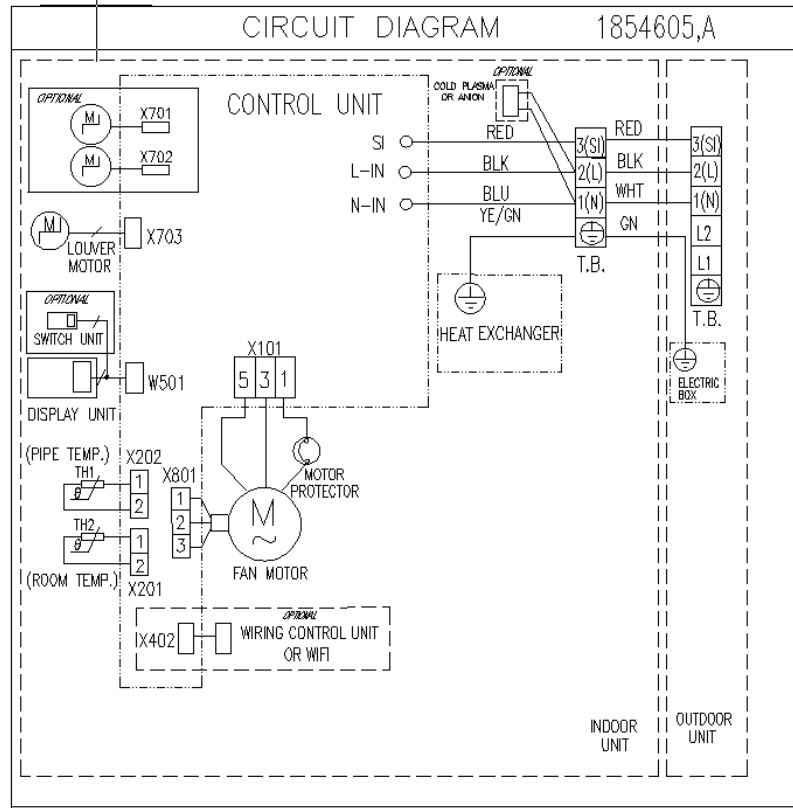 CIRCUIT DIAGRAM 1854605,A
OPTIONAL
M
X701
M
X702
CONTROL UNIT
OPTIONAL
COLD PLASMA
OR ANION
SI
RED
3(SI)
RED
3(SI)
L-IN
BLK
2(L)
BLK
2(L)
N-IN
BLU
YE/GN
1(N)
WHT
1(N)
GN
L2
L1
T.B.
T.B.
M
LOUVER
MOTOR
X703
HEAT EXCHANGER
ELECTRIC
BOX
OPTIONAL
SWITCH UNIT
W501
DISPLAY UNIT
X101
5 3 1
MOTOR
PROTECTOR
(PIPE TEMP.)
TH1
θ
X202
1
2
TH2
θ
1
2
X201
(ROOM TEMP.)
X801
1
2
3
M
~
FAN MOTOR
OPTIONAL
X402
WIRING CONTROL UNIT
OR WIFI
INDOOR
UNIT
OUTDOOR
UNIT